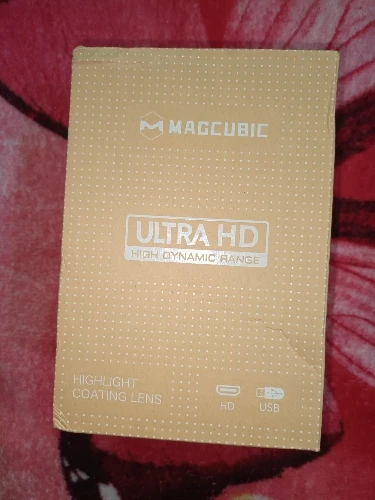 MAGCUBIC
ULTRA HD
HIGH DYNAMIC RANGE
HIGHLIGHT
COATING LENS
HD USB